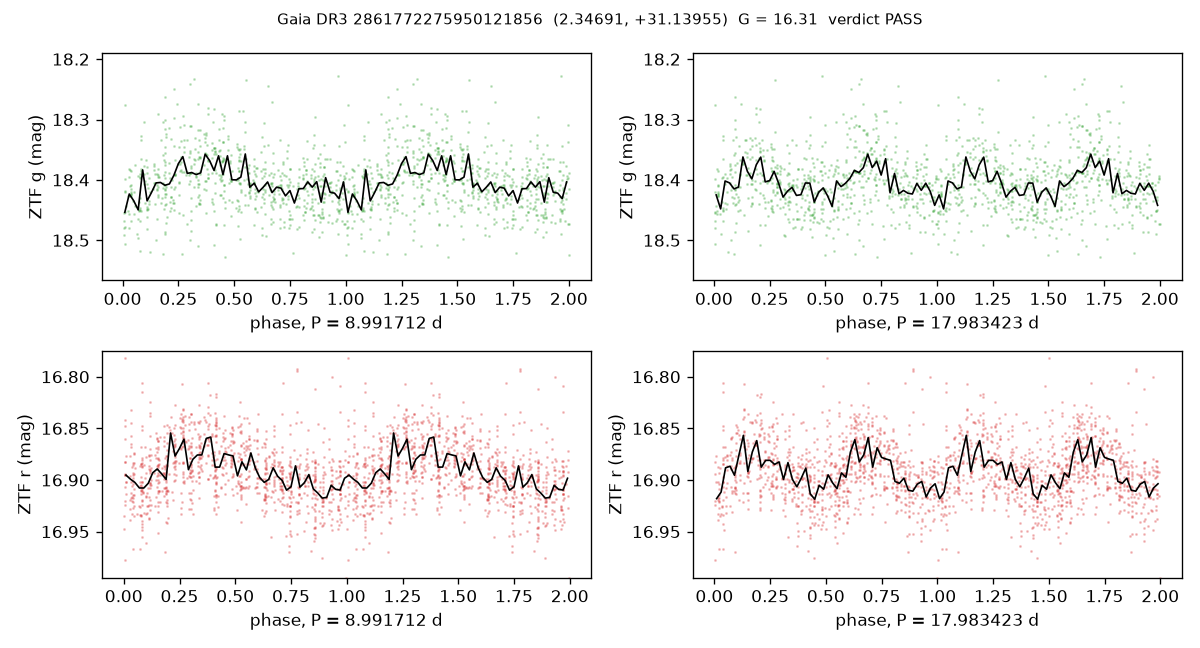 Gaia DR3 2861772275950121856 (2.34691, +31.13955) G = 16.31 verdict PASS
18.2
18.3
18.4
18.5
ZTF g (mag)
0.00 0.25 0.50 0.75 1.00 1.25 1.50 1.75 2.00
phase, P = 8.991712 d
18.2
18.3
18.4
18.5
ZTF g (mag)
0.00 0.25 0.50 0.75 1.00 1.25 1.50 1.75 2.00
phase, P = 17.983423 d
16.80
16.85
16.90
16.95
ZTF r (mag)
0.00 0.25 0.50 0.75 1.00 1.25 1.50 1.75 2.00
phase, P = 8.991712 d
16.80
16.85
16.90
16.95
ZTF r (mag)
0.00 0.25 0.50 0.75 1.00 1.25 1.50 1.75 2.00
phase, P = 17.983423 d